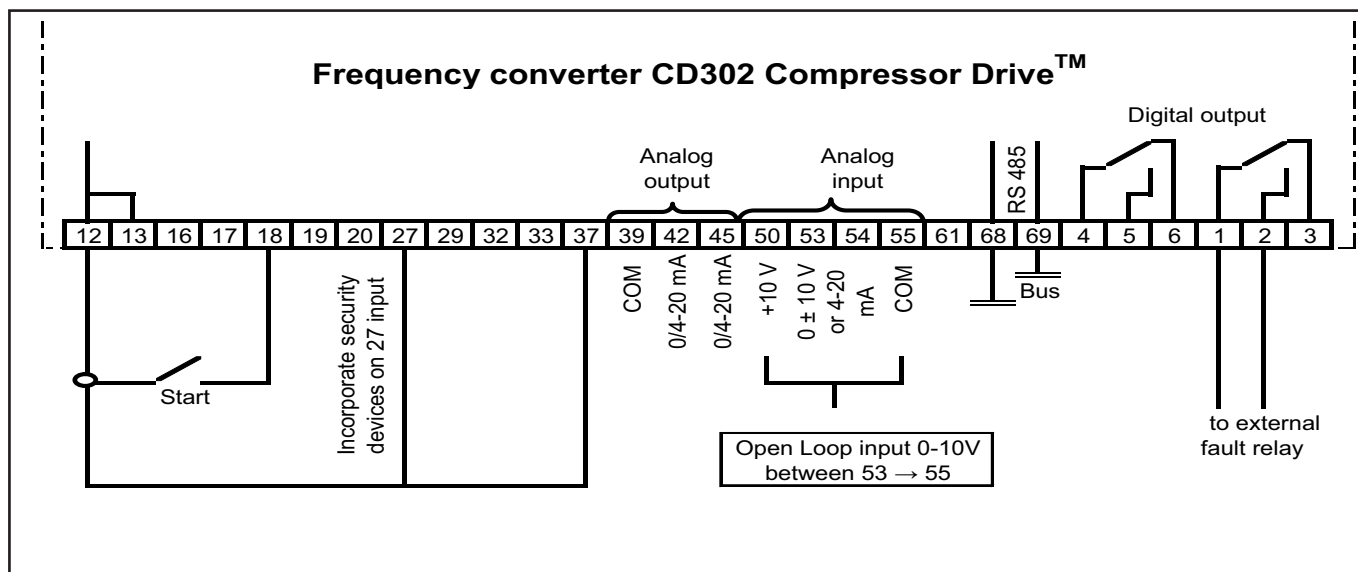 Frequency converter CD302 Compressor Drive™
Digital output
Analog
output
Analog
input
RS 485
12 13 16 17 18 19 20 27 29 32 33 37 39 42 45 50 53 54 55 61 68 69 4 5 6 1 2 3
Incorporate security
devices on 27 input
COM
0/4-20 mA
0/4-20 mA
+10 V
0 ± 10 V
or 4-20
mA
COM
Bus
Start
to external
fault relay
Open Loop input 0-10V
between 53 → 55